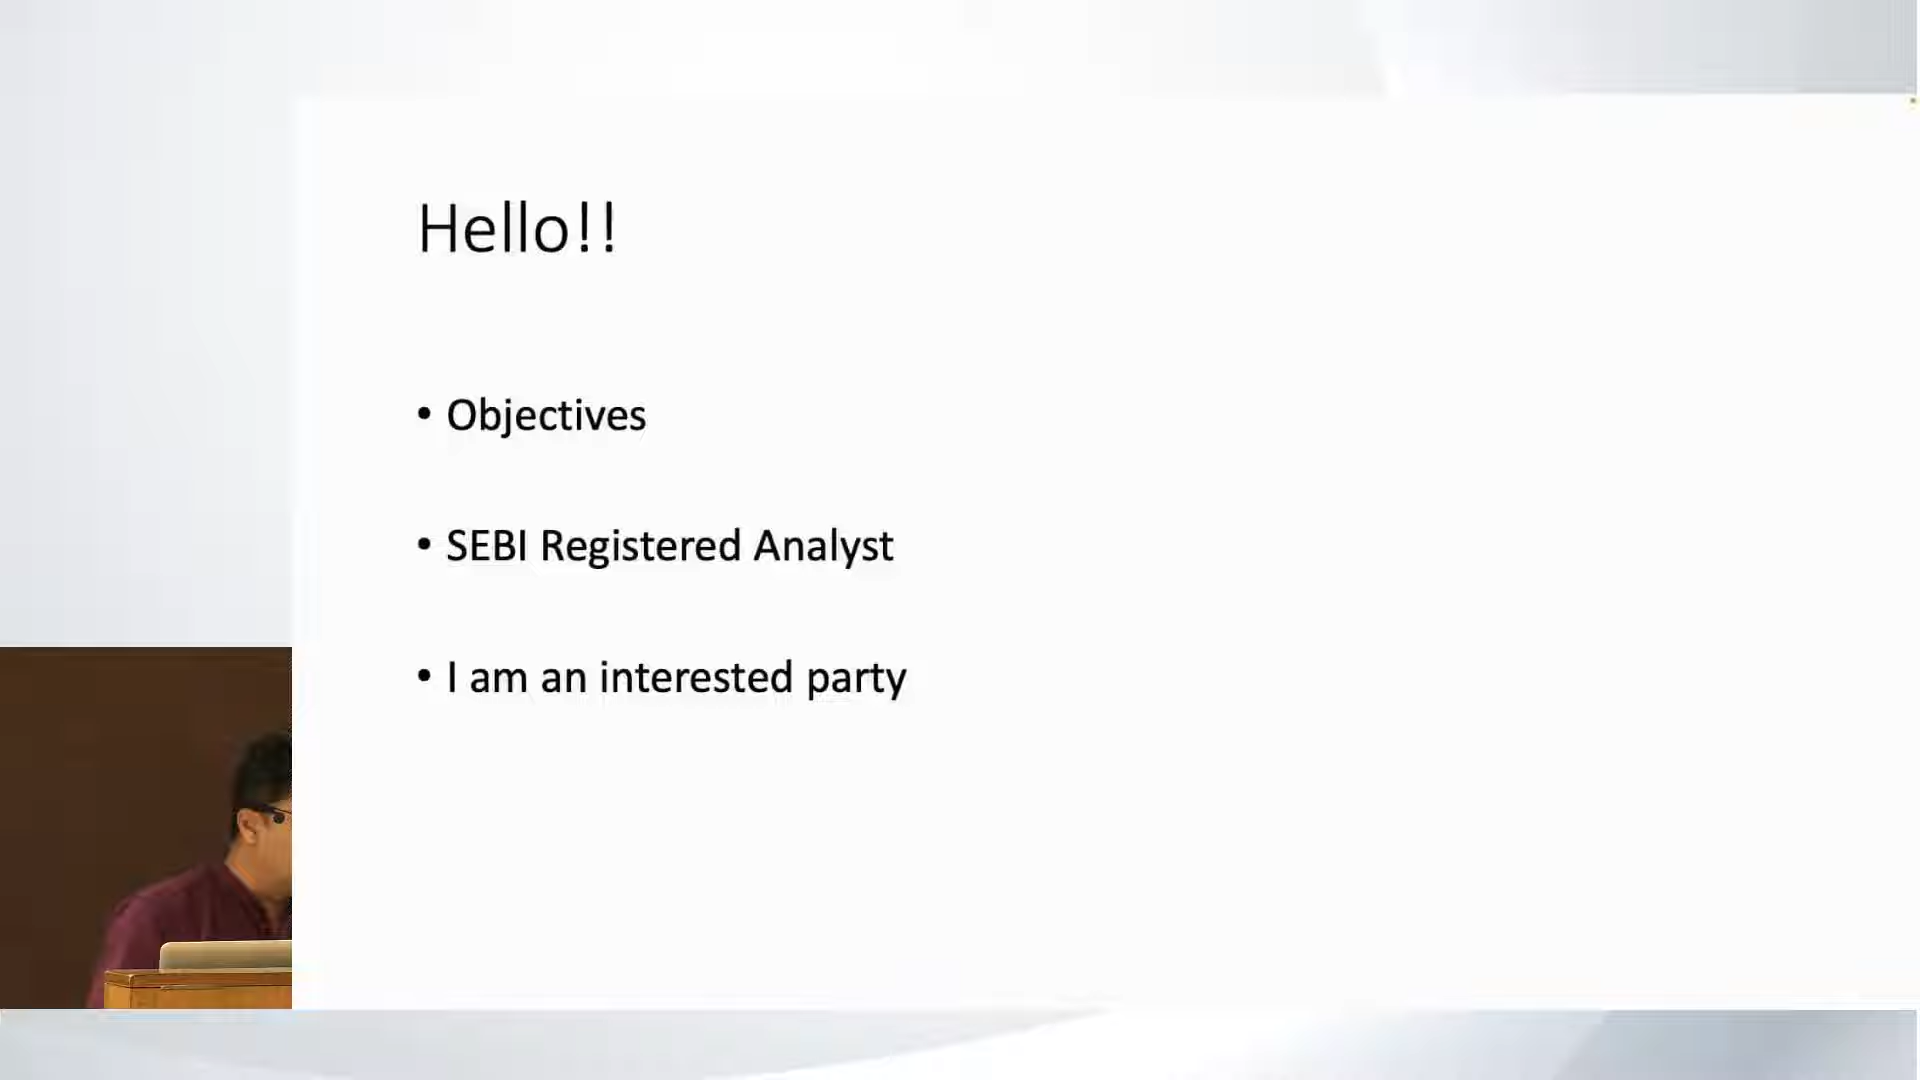 Hello!!
• Objectives
• SEBI Registered Analyst
• I am an interested party